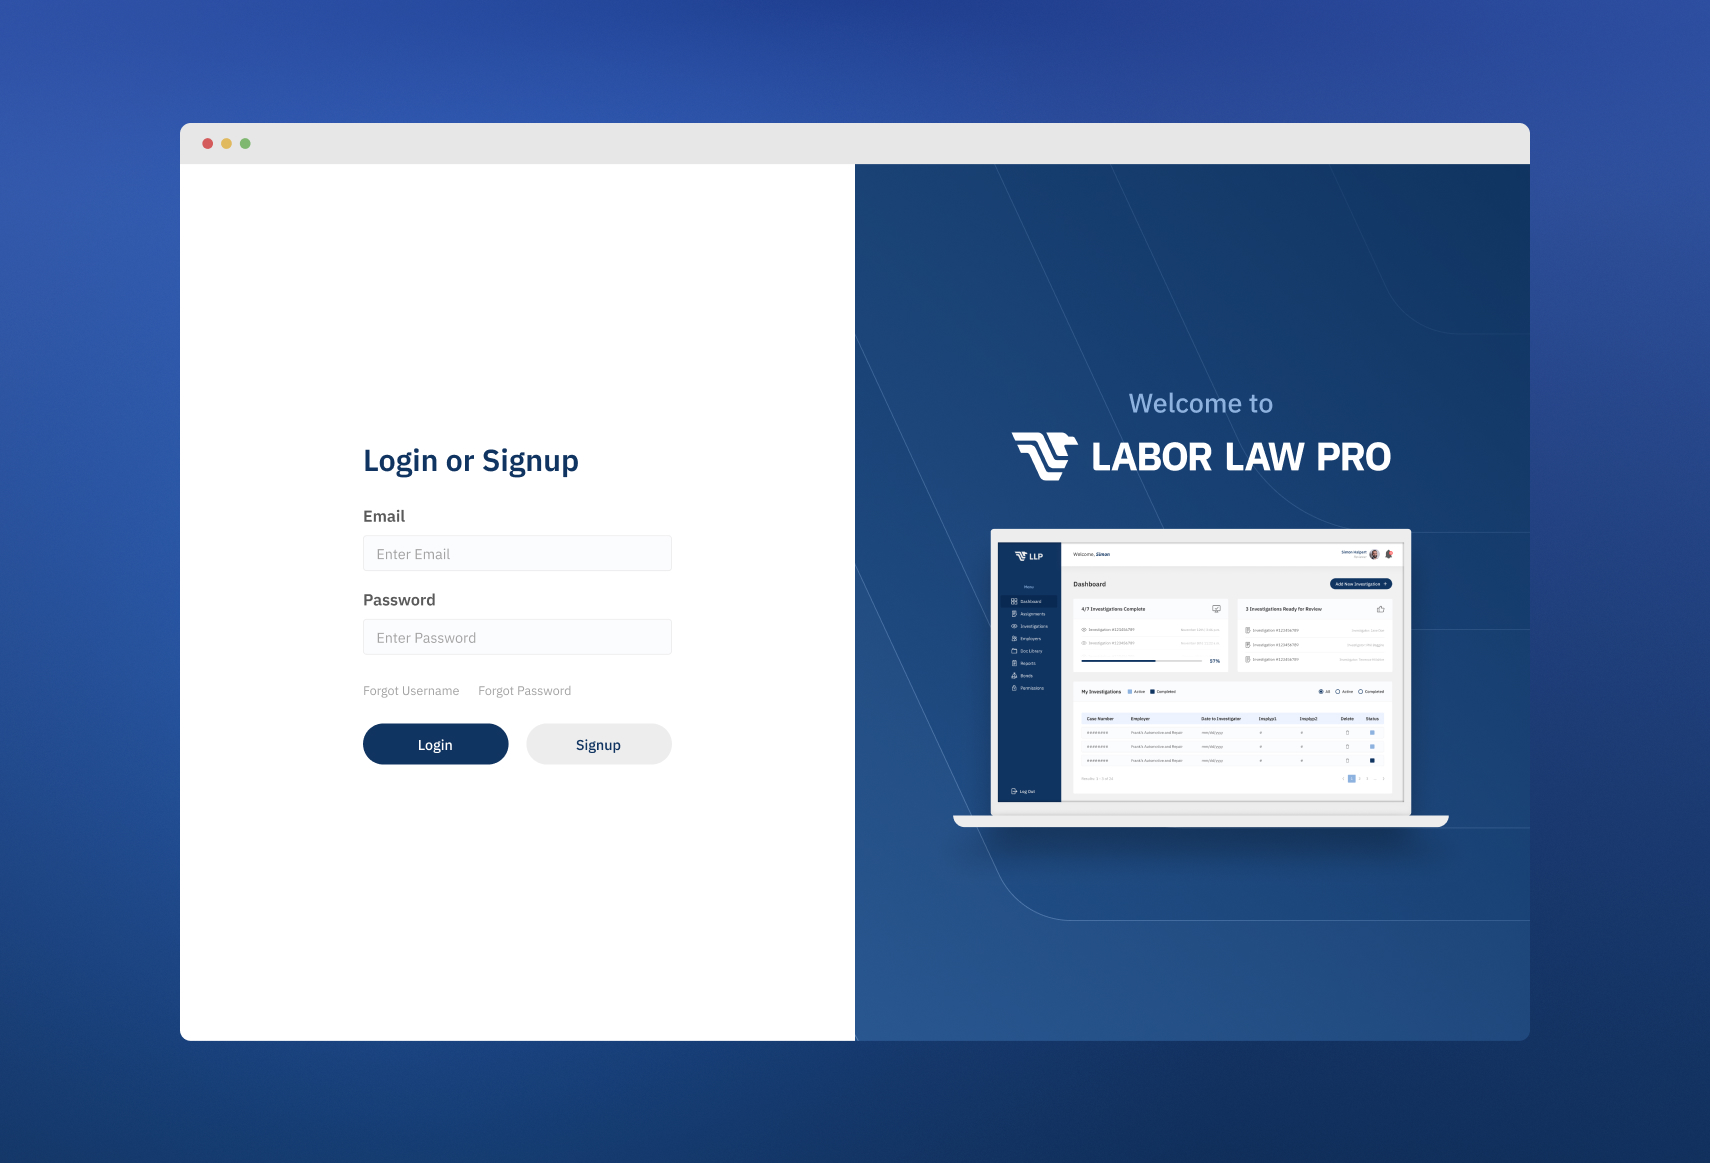 Login or Signup
Email
Enter Email
Password
Enter Password
Forgot Username Forgot Password
Login Signup
Welcome to
LABOR LAW PRO
LLP
Menu
Dashboard
Assignments
Investigations
Employers
Doc Library
Reports
Bonds
Permissions
Log Out
Welcome, Simon
Dashboard
Add New Investigation +
4/7 Investigations Complete
Investigation #123456789
Investigation #123456789
57%
3 Investigations Ready for Review
Investigation #123456789
Investigation #123456789
Investigation #123456789
My Investigations Active Completed
All Active Completed
Case Number Employer Date to Investigator Insptyp1 Insptyp2 Delete Status
######## Frank's Automotive and Repair mm/dd/yyyy # #
######## Frank's Automotive and Repair mm/dd/yyyy # #
######## Frank's Automotive and Repair mm/dd/yyyy # #